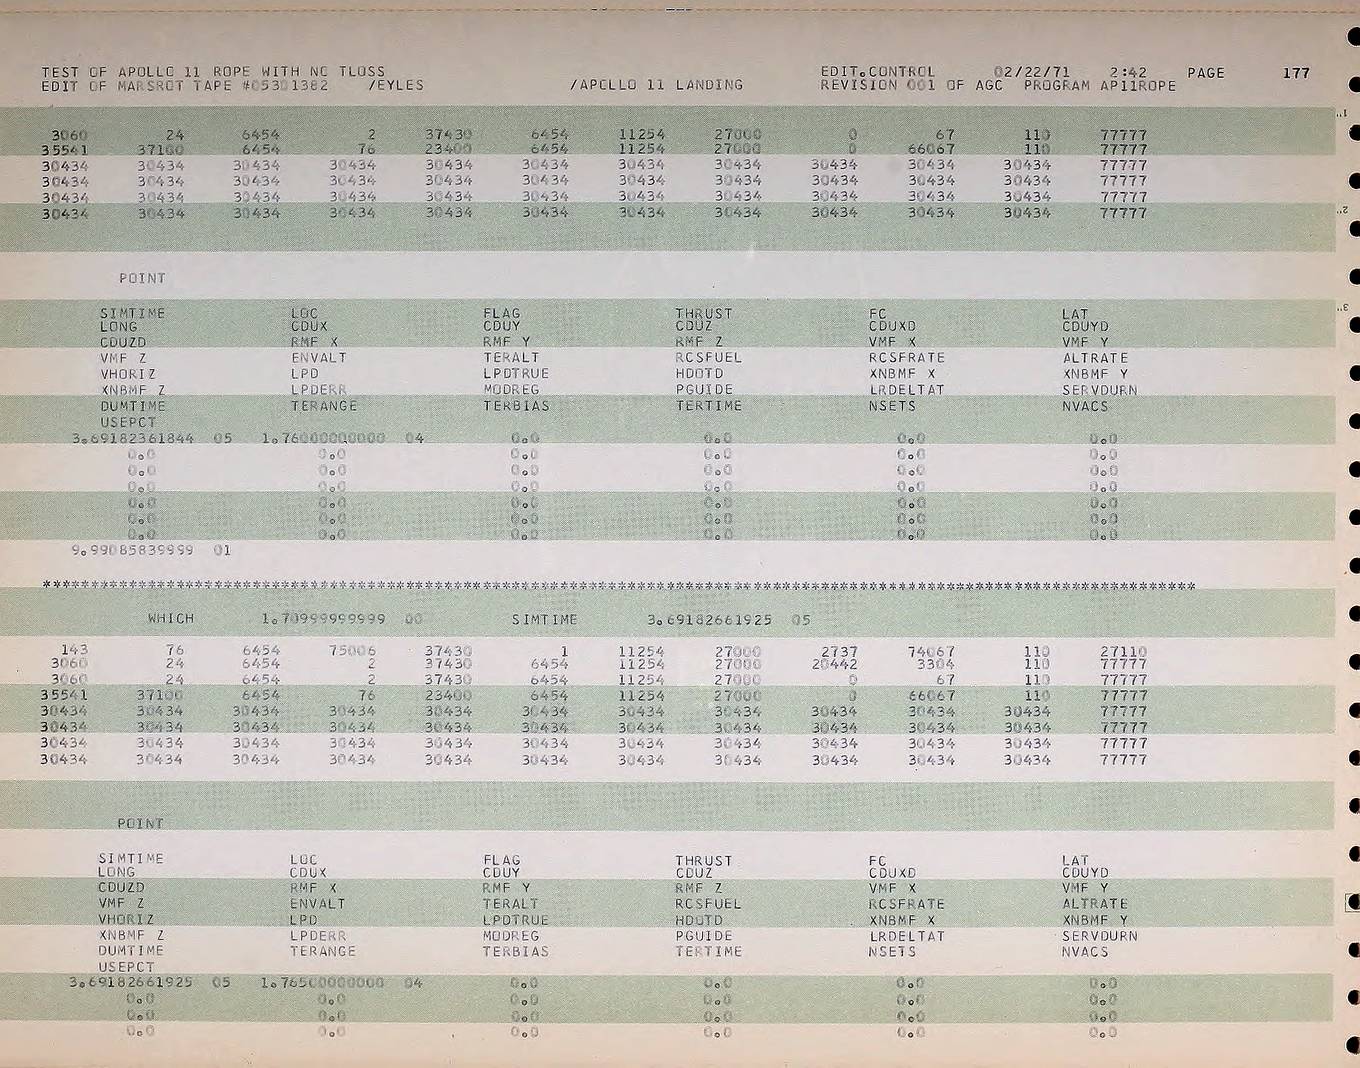 TEST OF APOLLO 11 ROPE WITH NO TLOSS EDIT.CONTROL 02/22/71 2:42 PAGE 177
EDIT OF MARSROT TAPE #05301382 /EYLES /APOLLO 11 LANDING REVISION 001 OF AGC PROGRAM AP11ROPE
3060 24 6454 2 37430 6454 11254 27000 0 67 110 77777
35541 37100 6454 76 23400 6454 11254 27000 0 66067 110 77777
30434 30434 30434 30434 30434 30434 30434 30434 30434 30434 30434 77777
30434 30434 30434 30434 30434 30434 30434 30434 30434 30434 30434 77777
30434 30434 30434 30434 30434 30434 30434 30434 30434 30434 30434 77777
30434 30434 30434 30434 30434 30434 30434 30434 30434 30434 30434 77777
POINT
SIMTIME LOC FLAG THRUST FC LAT
LONG CDUX CDUY CDUZ CDUXD CDUYD
CDUZD RMF X RMF Y RMF Z VMF X VMF Y
VMF Z ENVALT TERALT RCSFUEL RCSFRATE ALTRATE
VHORIZ LPD LPDTRUE HDOTD XNBMF X XNBMF Y
XNBMF Z LPDERR MODREG PGUIDE LRDELTAT SERVDURN
DUMTIME TERANGE TERBIAS TERTIME NSETS NVACS
USEPCT
3.69182361844 05 1.76000000000 04 0.0 0.0 0.0 0.0
0.0 0.0 0.0 0.0 0.0 0.0
0.0 0.0 0.0 0.0 0.0 0.0
0.0 0.0 0.0 0.0 0.0 0.0
0.0 0.0 0.0 0.0 0.0 0.0
0.0 0.0 0.0 0.0 0.0 0.0
0.0 0.0 0.0 0.0 0.0 0.0
9.99085839999 01
************************************************************************************************************************
WHICH 1.70999999999 00 SIMTIME 3.69182661925 05
143 76 6454 75006 37430 1 11254 27000 2737 74067 110 27110
3060 24 6454 2 37430 6454 11254 27000 20442 3304 110 77777
3060 24 6454 2 37430 6454 11254 27000 0 67 110 77777
35541 37100 6454 76 23400 6454 11254 27000 0 66067 110 77777
30434 30434 30434 30434 30434 30434 30434 30434 30434 30434 30434 77777
30434 30434 30434 30434 30434 30434 30434 30434 30434 30434 30434 77777
30434 30434 30434 30434 30434 30434 30434 30434 30434 30434 30434 77777
30434 30434 30434 30434 30434 30434 30434 30434 30434 30434 30434 77777
POINT
SIMTIME LOC FLAG THRUST FC LAT
LONG CDUX CDUY CDUZ CDUXD CDUYD
CDUZD RMF X RMF Y RMF Z VMF X VMF Y
VMF Z ENVALT TERALT RCSFUEL RCSFRATE ALTRATE
VHORIZ LPD LPDTRUE HDOTD XNBMF X XNBMF Y
XNBMF Z LPDERR MODREG PGUIDE LRDELTAT SERVDURN
DUMTIME TERANGE TERBIAS TERTIME NSETS NVACS
USEPCT
3.69182661925 05 1.76500000000 04 0.0 0.0 0.0 0.0
0.0 0.0 0.0 0.0 0.0 0.0
0.0 0.0 0.0 0.0 0.0 0.0
0.0 0.0 0.0 0.0 0.0 0.0